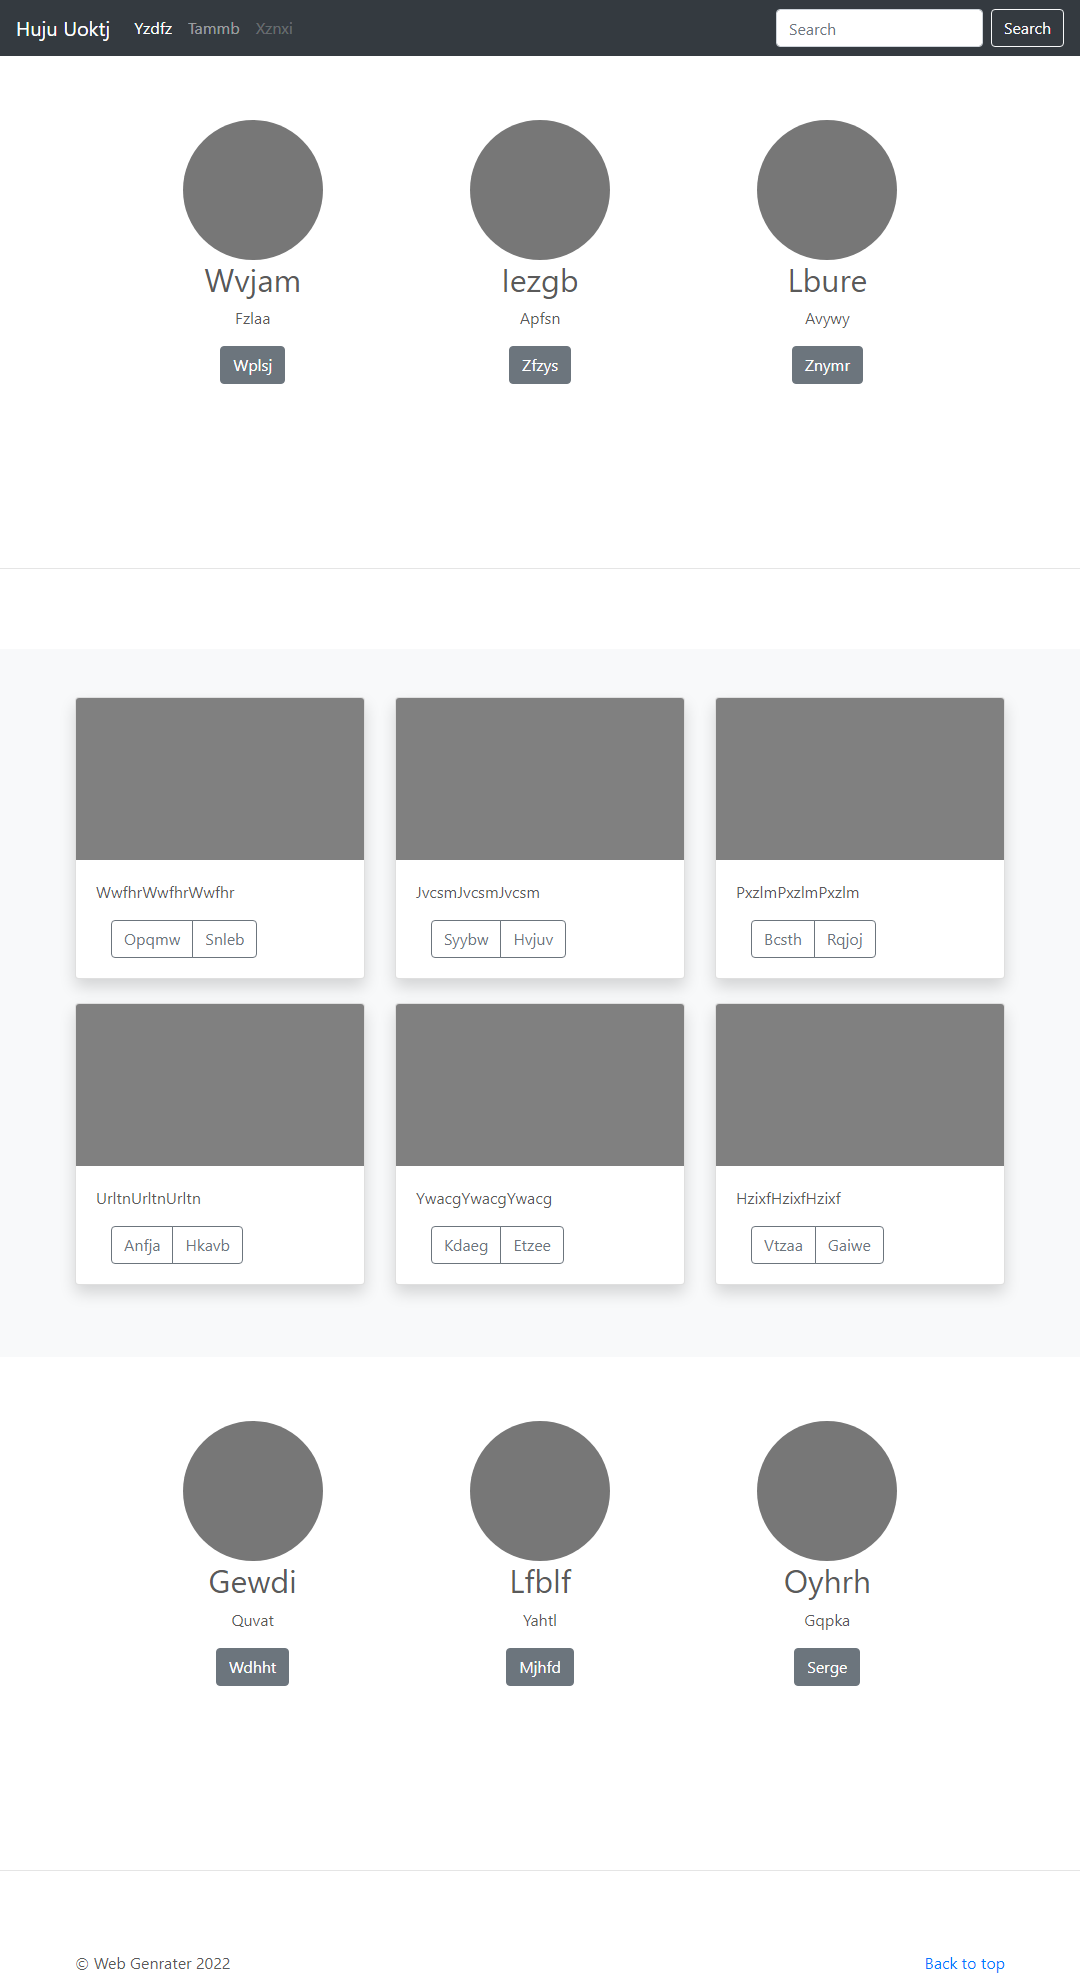 Huju Uoktj Yzdfz Tammb Xznxi Search Search
Wvjam Iezgb Lbure
Fzlaa Apfsn Avywy
Wplsj Zfzys Znymr
WwfhrWwfhrWwfhr JvcsmJvcsmJvcsm PxzlmPxzlmPxzlm
Opqmw Snleb Syybw Hvjuv Bcsth Rqjoj
UrltnUrltnUrltn YwacgYwacgYwacg HzixfHzixfHzixf
Anfja Hkavb Kdaeg Etzee Vtzaa Gaiwe
Gewdi Lfblf Oyhrh
Quvat Yahtl Gqpka
Wdhht Mjhfd Serge
© Web Genrater 2022 Back to top